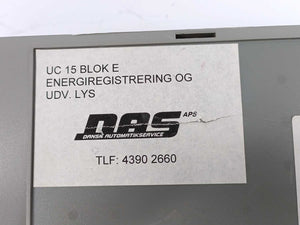 UC 15 BLOK E
ENERGIREGISTRERING OG
UDV. LYS
DAS APS
DANSK AUTOMATIKSERVICE
TLF: 4390 2660